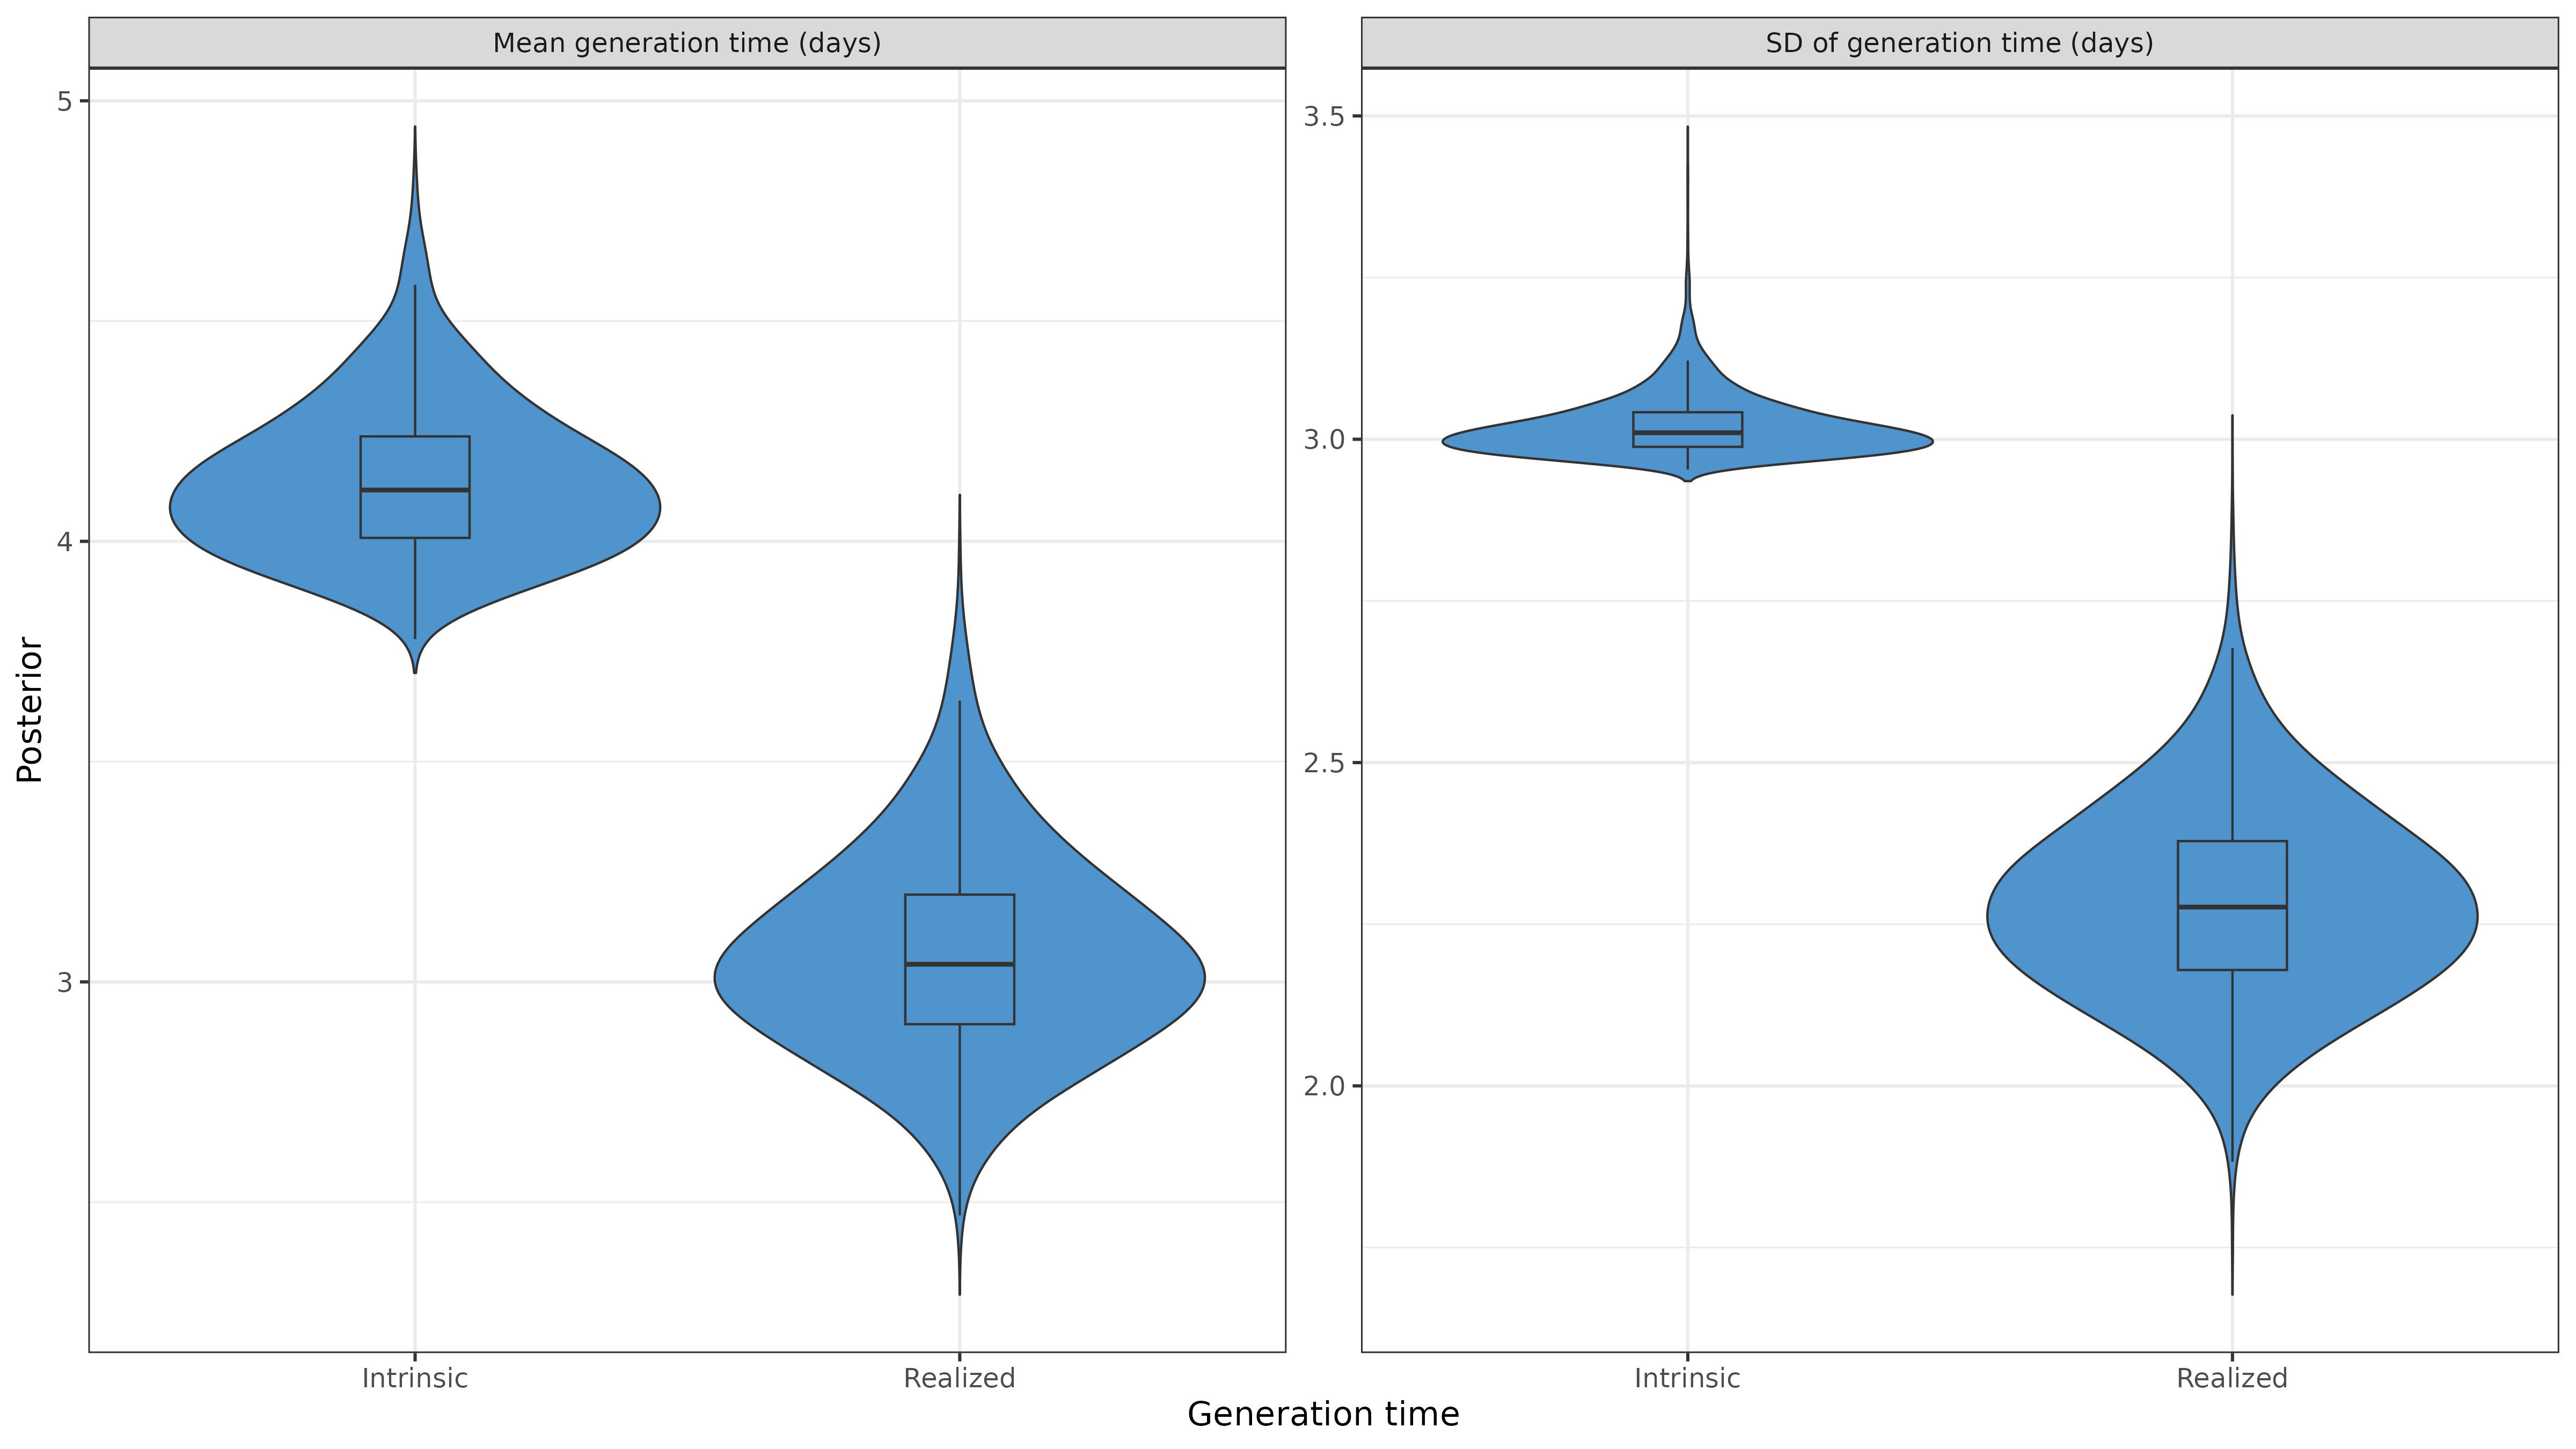 Mean generation time (days)
SD of generation time (days)
Posterior
5
4
3
3.5
3.0
2.5
2.0
Intrinsic
Realized
Intrinsic
Realized
Generation time